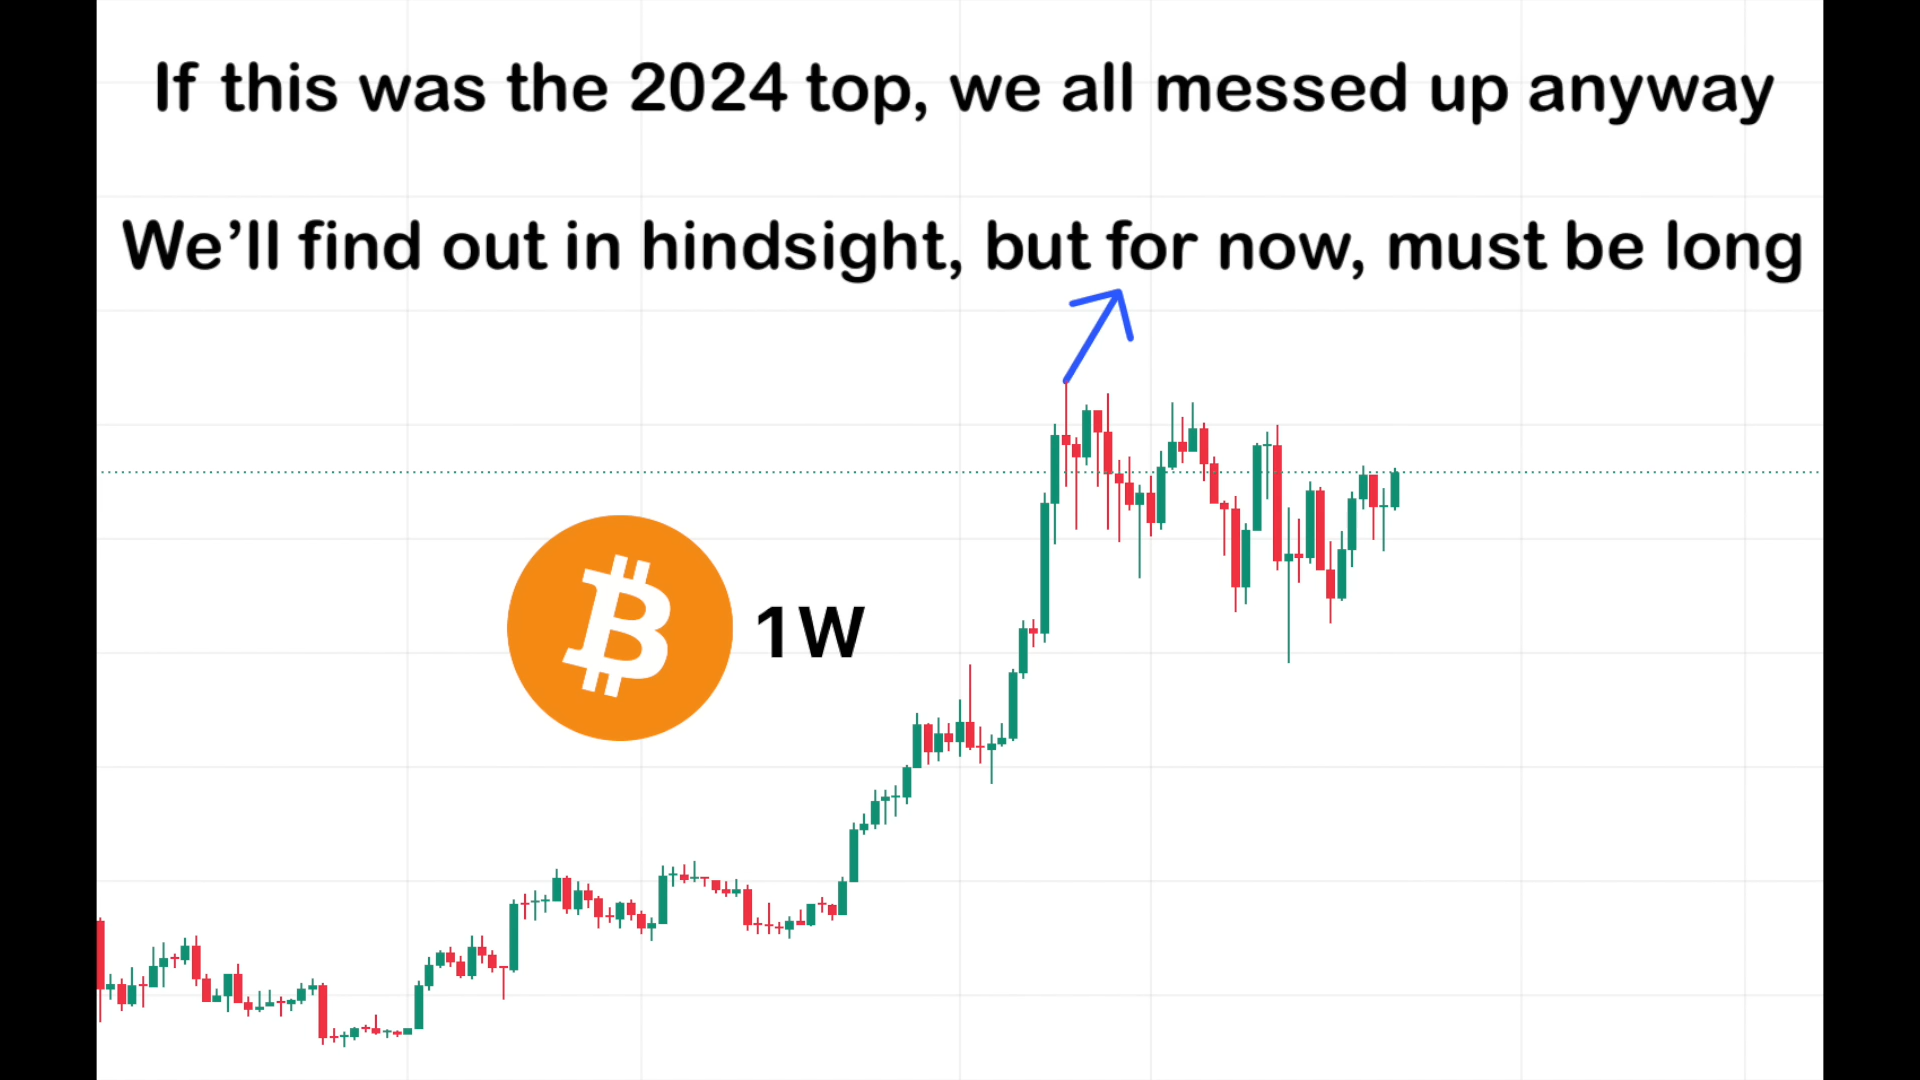 If this was the 2024 top, we all messed up anyway
We’ll find out in hindsight, but for now, must be long
1W